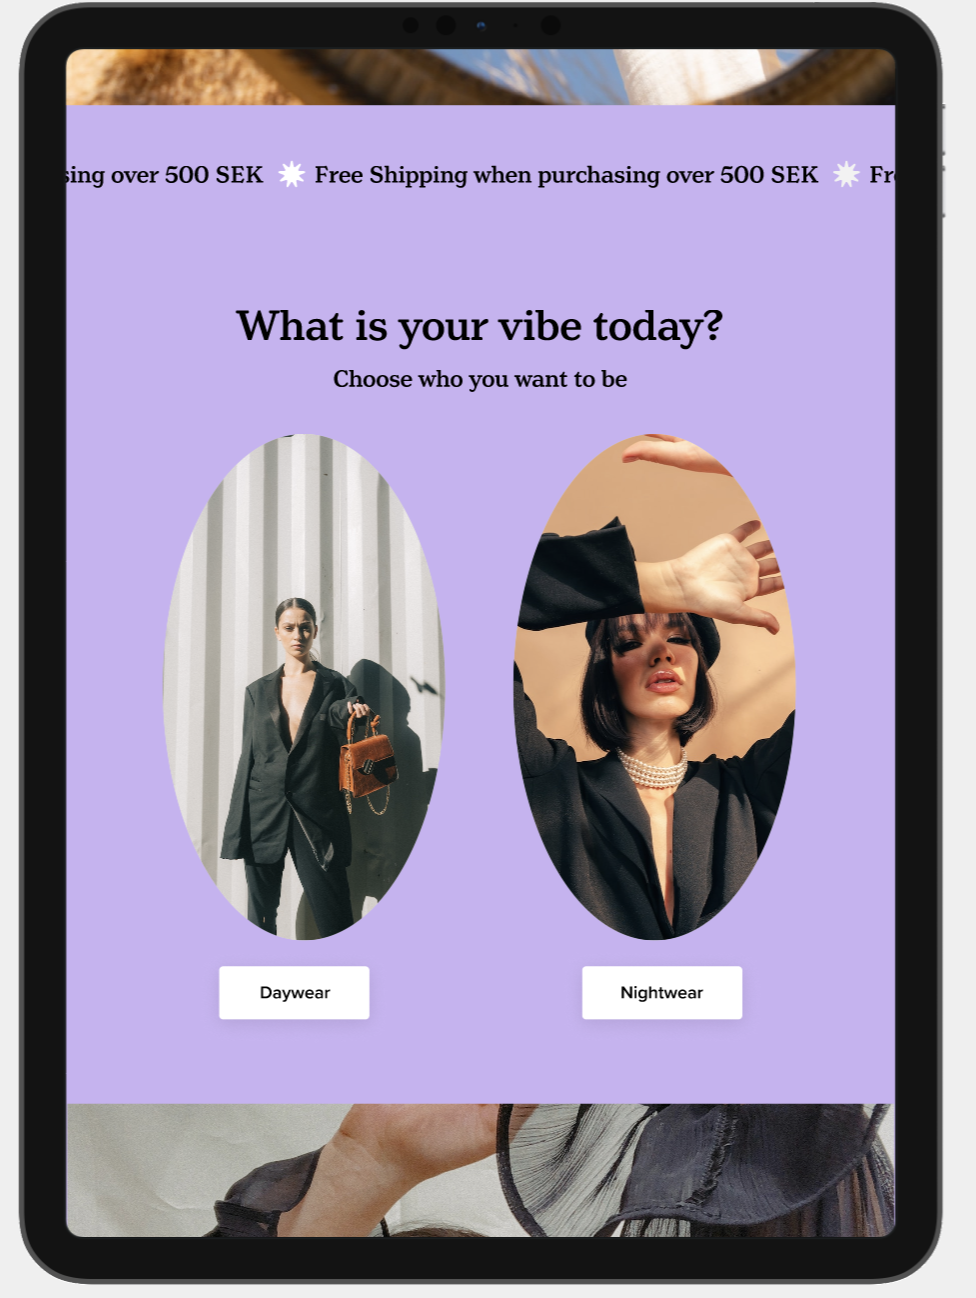 sing over 500 SEK Free Shipping when purchasing over 500 SEK Fr
What is your vibe today?
Choose who you want to be
Daywear Nightwear